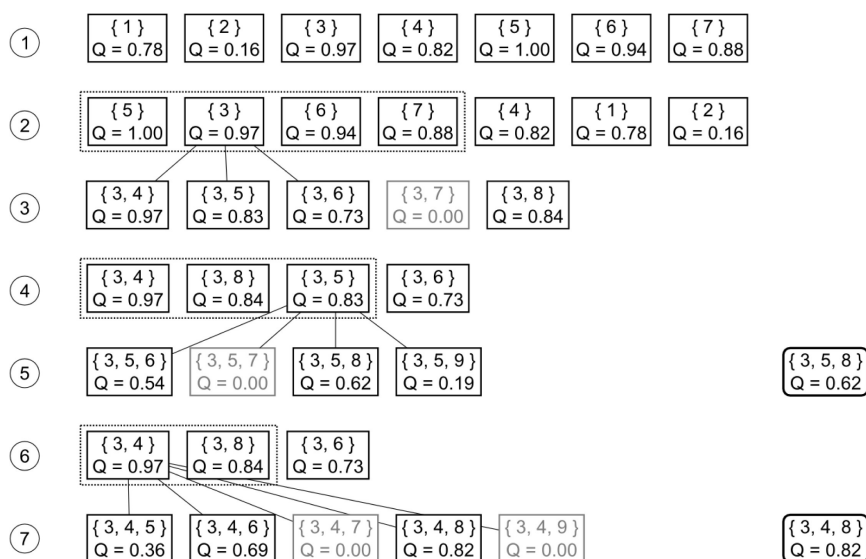 1
{ 1 } { 2 } { 3 } { 4 } { 5 } { 6 } { 7 }
Q = 0.78 Q = 0.16 Q = 0.97 Q = 0.82 Q = 1.00 Q = 0.94 Q = 0.88
2
{ 5 } { 3 } { 6 } { 7 } { 4 } { 1 } { 2 }
Q = 1.00 Q = 0.97 Q = 0.94 Q = 0.88 Q = 0.82 Q = 0.78 Q = 0.16
3
{ 3, 4 } { 3, 5 } { 3, 6 } { 3, 7 } { 3, 8 }
Q = 0.97 Q = 0.83 Q = 0.73 Q = 0.00 Q = 0.84
4
{ 3, 4 } { 3, 8 } { 3, 5 } { 3, 6 }
Q = 0.97 Q = 0.84 Q = 0.83 Q = 0.73
5
{ 3, 5, 6 } { 3, 5, 7 } { 3, 5, 8 } { 3, 5, 9 } { 3, 5, 8 }
Q = 0.54 Q = 0.00 Q = 0.62 Q = 0.19 Q = 0.62
6
{ 3, 4 } { 3, 8 } { 3, 6 }
Q = 0.97 Q = 0.84 Q = 0.73
7
{ 3, 4, 5 } { 3, 4, 6 } { 3, 4, 7 } { 3, 4, 8 } { 3, 4, 9 } { 3, 4, 8 }
Q = 0.36 Q = 0.69 Q = 0.00 Q = 0.82 Q = 0.00 Q = 0.82